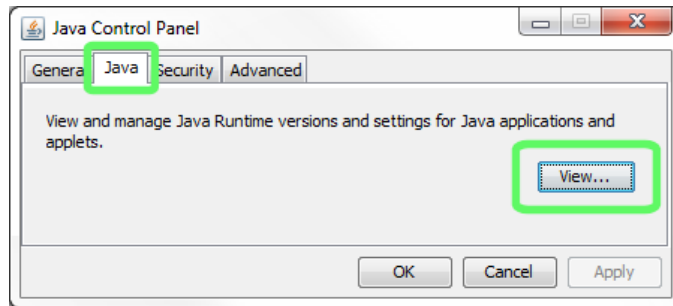 Java Control Panel
General Java Security Advanced
View and manage Java Runtime versions and settings for Java applications and
applets.
View...
OK Cancel Apply